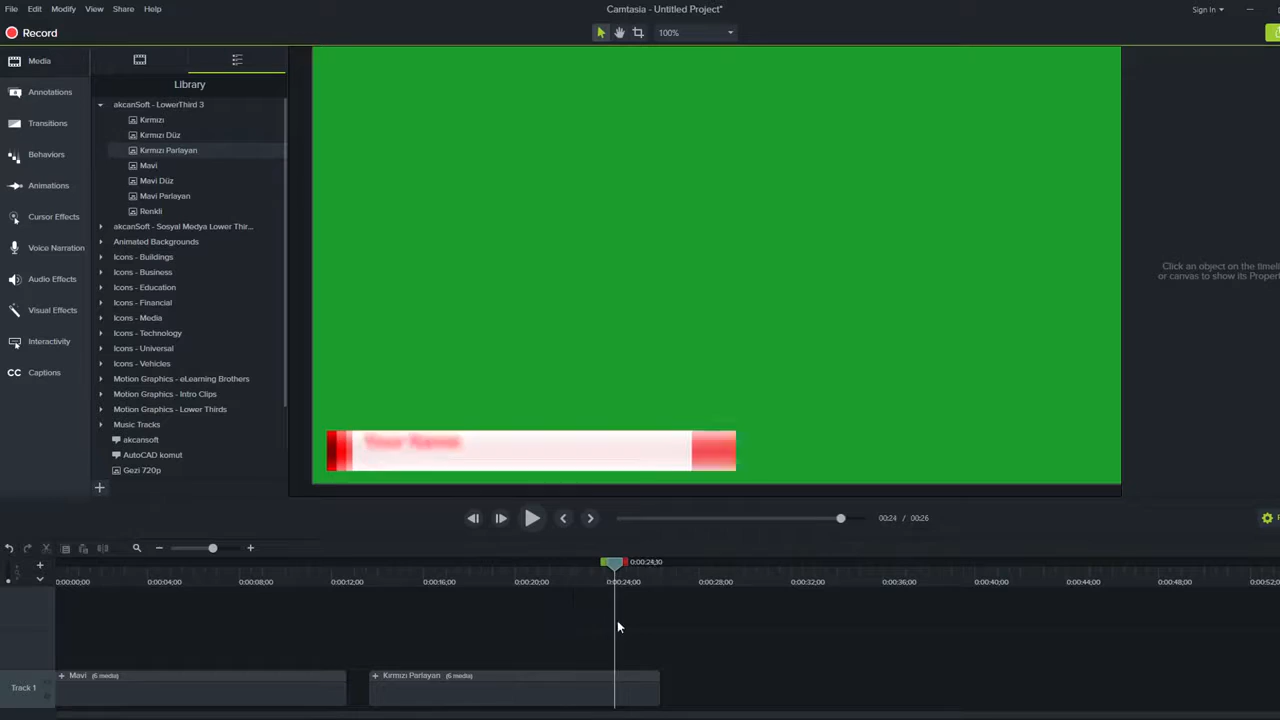 File Edit Modify View Share Help
Camtasia - Untitled Project*
Sign In
Record
100%
Media
Annotations
Transitions
Behaviors
Animations
Cursor Effects
Voice Narration
Audio Effects
Visual Effects
Interactivity
CC Captions
Library
akcanSoft - LowerThird 3
Kırmızı
Kırmızı Düz
Kırmızı Parlayan
Mavi
Mavi Düz
Mavi Parlayan
Renkli
akcanSoft - Sosyal Medya Lower Thir...
Animated Backgrounds
Icons - Buildings
Icons - Business
Icons - Education
Icons - Financial
Icons - Media
Icons - Technology
Icons - Universal
Icons - Vehicles
Motion Graphics - eLearning Brothers
Motion Graphics - Intro Clips
Motion Graphics - Lower Thirds
Music Tracks
akcansoft
AutoCAD komut
Gezi 720p
Your Name
Click an object on the timeli
or canvas to show its Propert
00:24 / 00:26
0:00:24;10
0:00:00;00 0:00:04;00 0:00:08;00 0:00:12;00 0:00:16;00 0:00:20;00 0:00:24;00 0:00:28;00 0:00:32;00 0:00:36;00 0:00:40;00 0:00:44;00 0:00:48;00 0:00:52;0
Track 1
Mavi (6 media)
Kırmızı Parlayan (6 media)